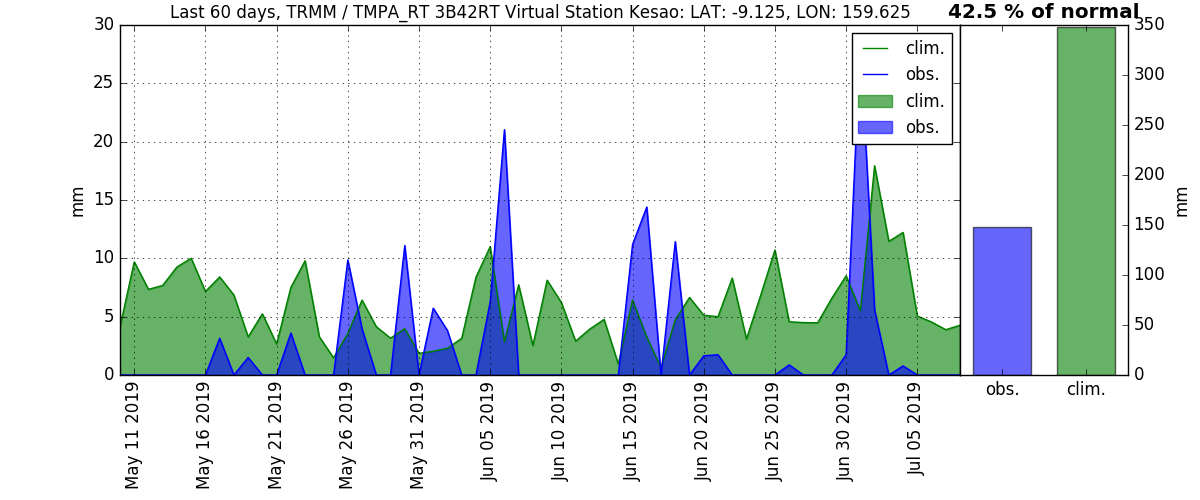 Last 60 days, TRMM / TMPA_RT 3B42RT Virtual Station Kesao: LAT: -9.125, LON: 159.625
42.5 % of normal
30
25
20
15
10
5
0
mm
clim.
obs.
clim.
obs.
350
300
250
200
150
100
50
0
mm
obs.
clim.
May 11 2019
May 16 2019
May 21 2019
May 26 2019
May 31 2019
Jun 05 2019
Jun 10 2019
Jun 15 2019
Jun 20 2019
Jun 25 2019
Jun 30 2019
Jul 05 2019